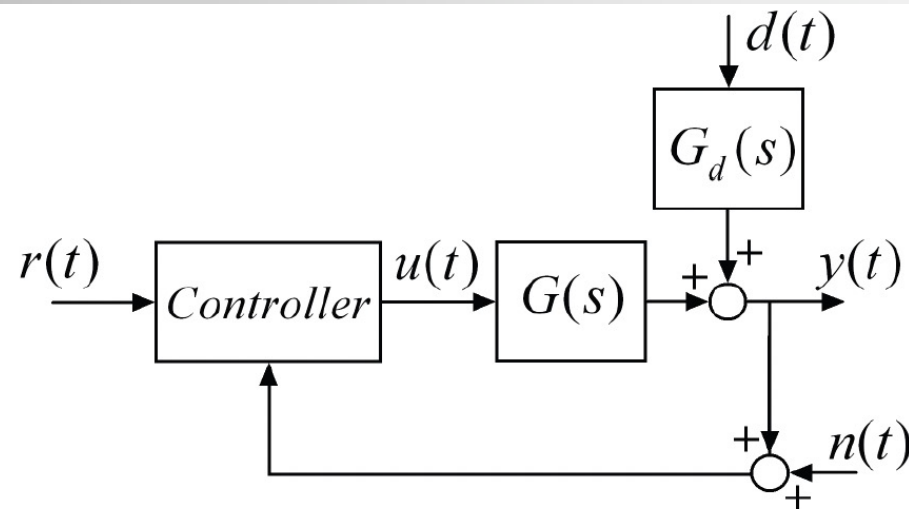 d(t)
G_d(s)
+
r(t)
Controller
u(t)
G(s)
+
y(t)
+
n(t)
+